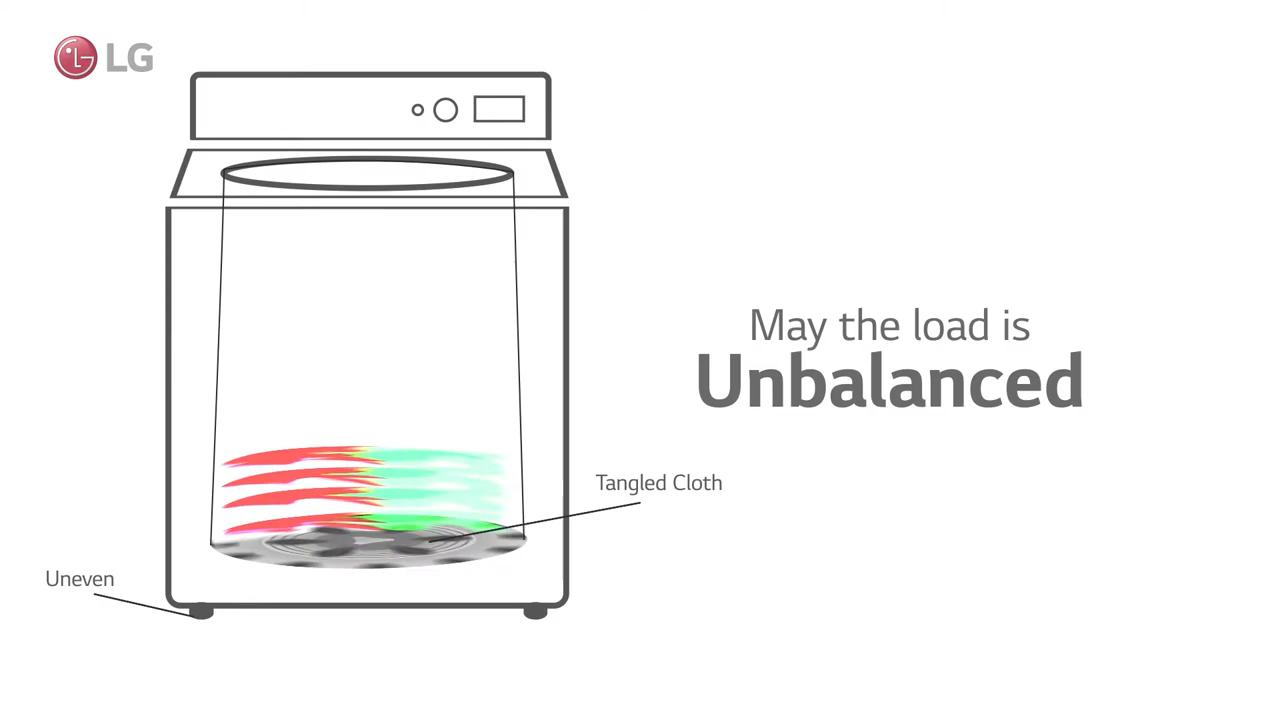 LG
May the load is
Unbalanced
Tangled Cloth
Uneven